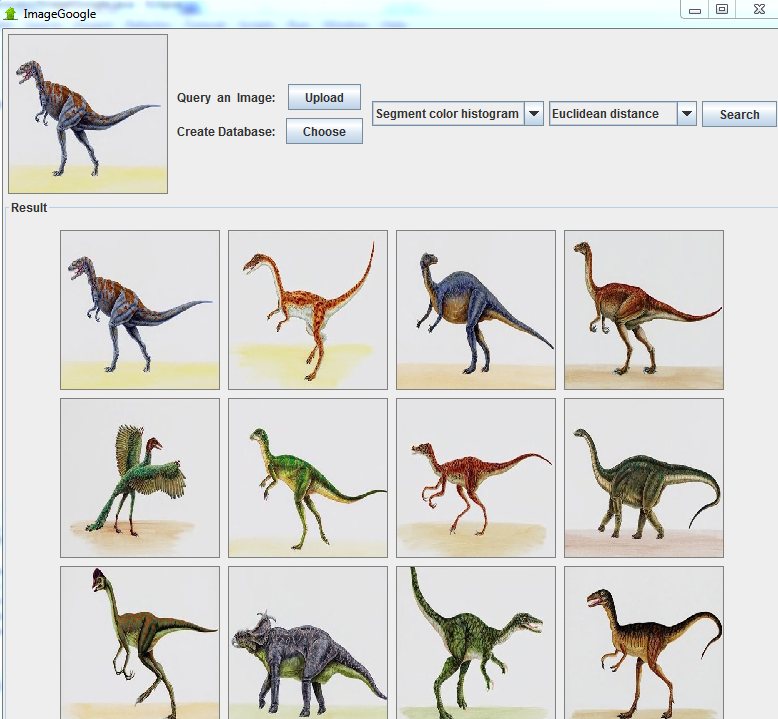 ImageGoogle
Query an Image: Upload
Create Database: Choose
Segment color histogram Euclidean distance Search
Result